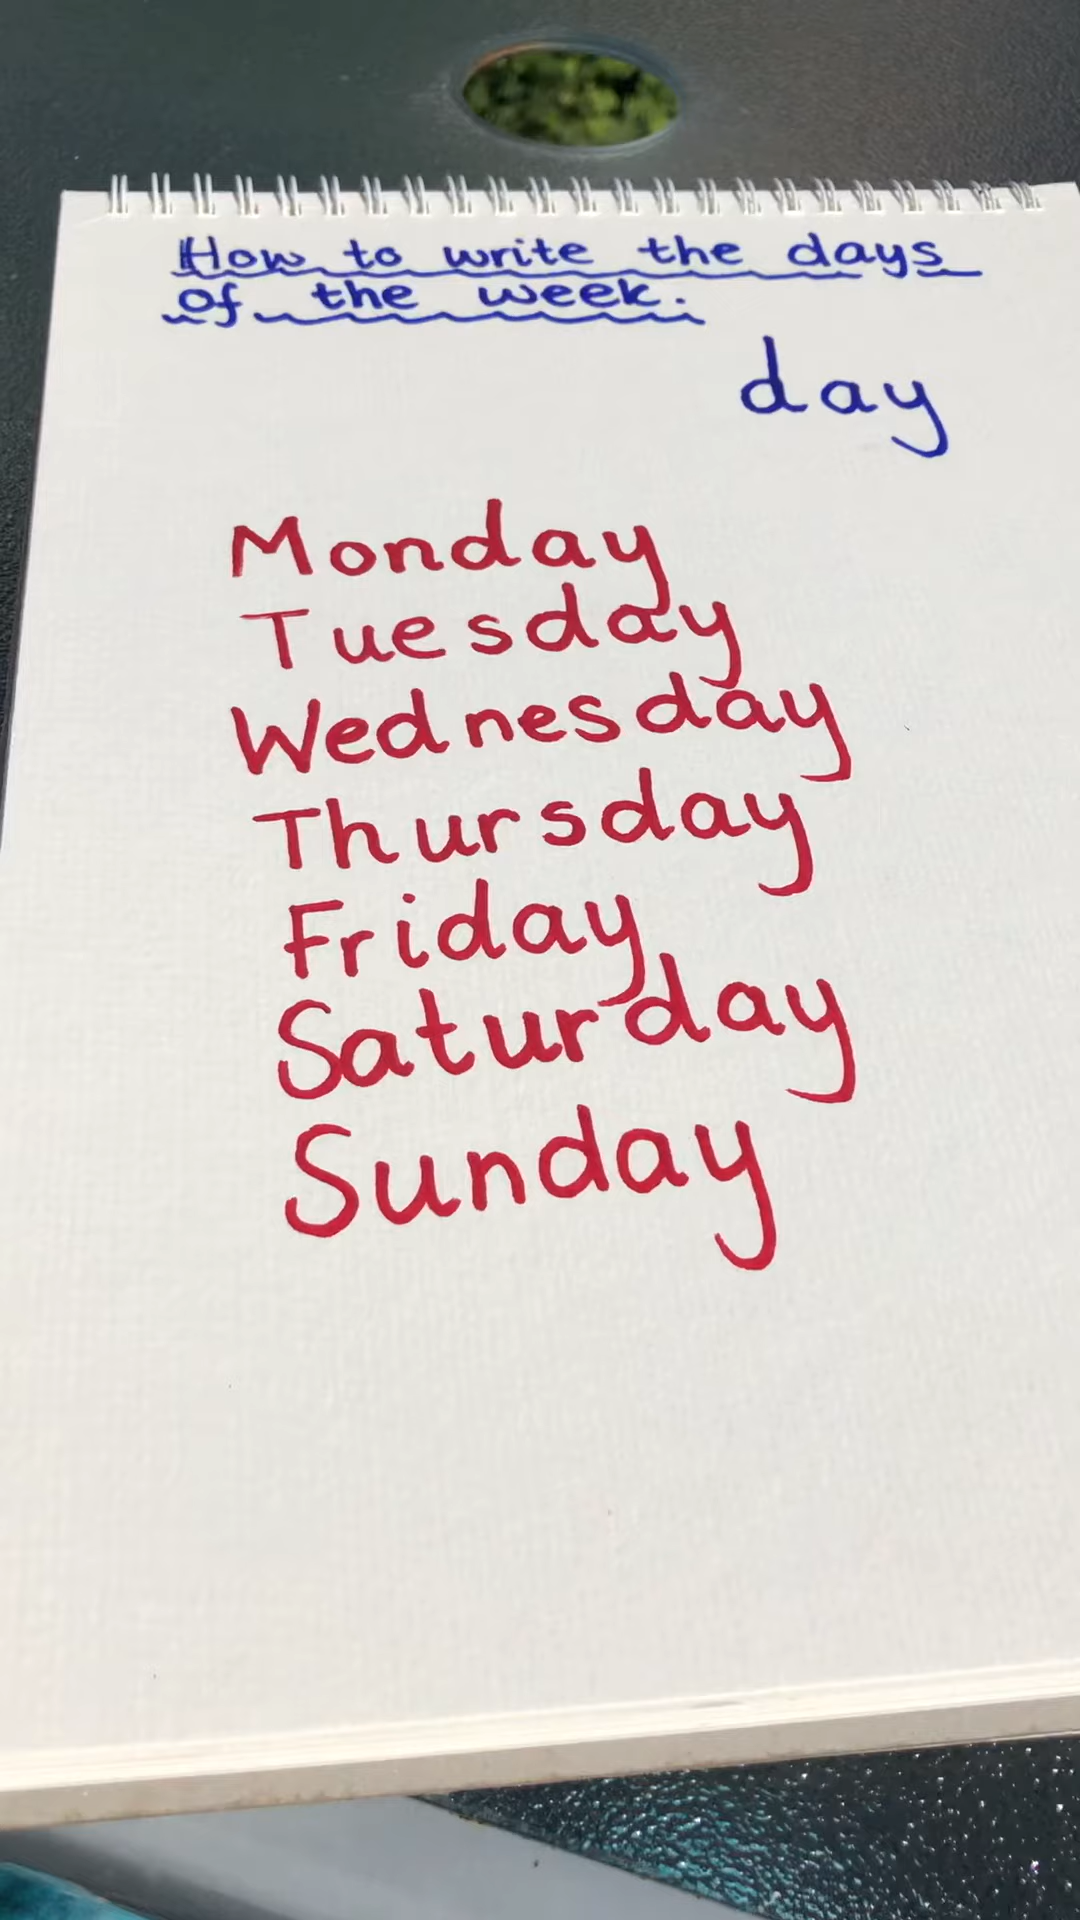 How to write the days
of the week.
day
Monday
Tuesday
Wednesday
Thursday
Friday
Saturday
Sunday